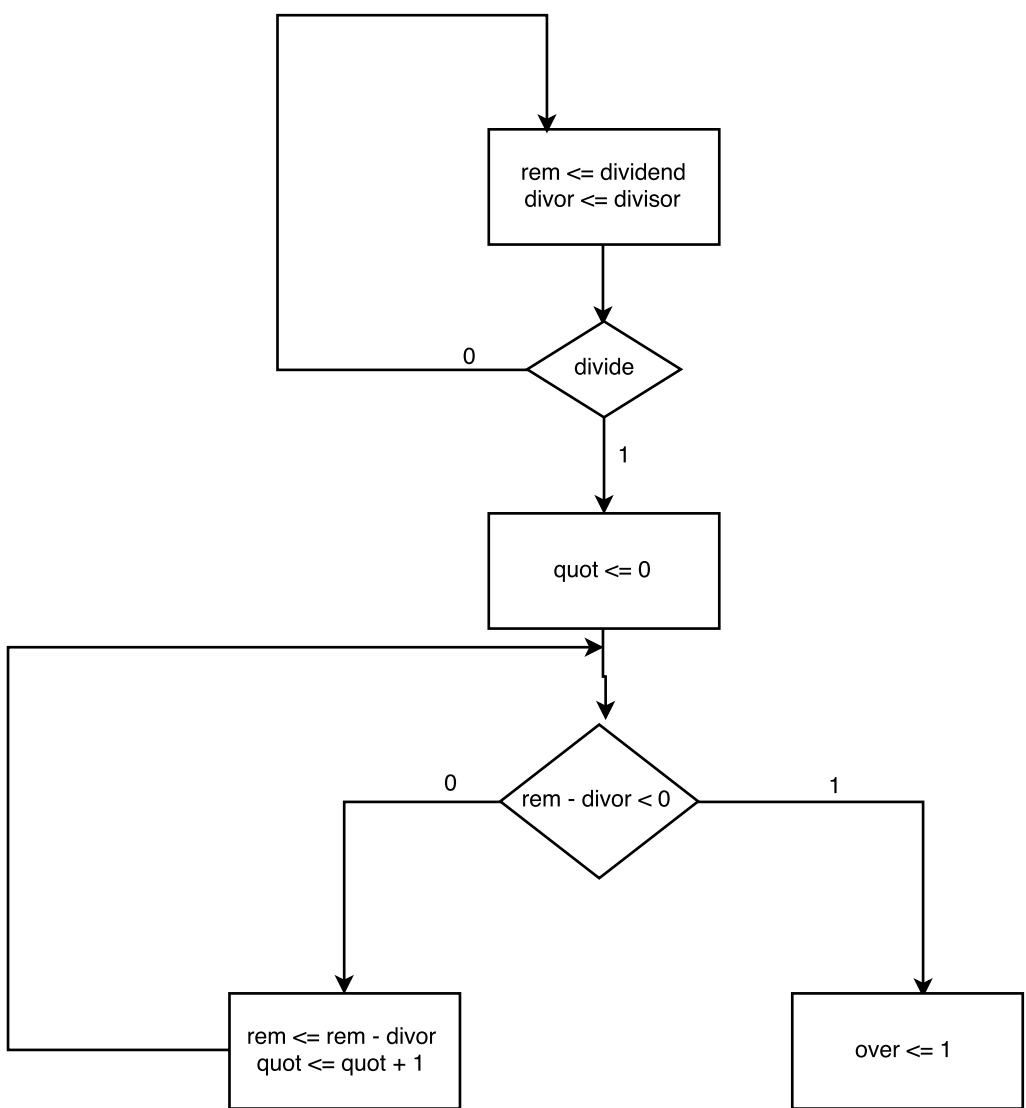 rem <= dividend
divor <= divisor
0
divide
1
quot <= 0
0
1
rem - divor < 0
rem <= rem - divor
quot <= quot + 1
over <= 1